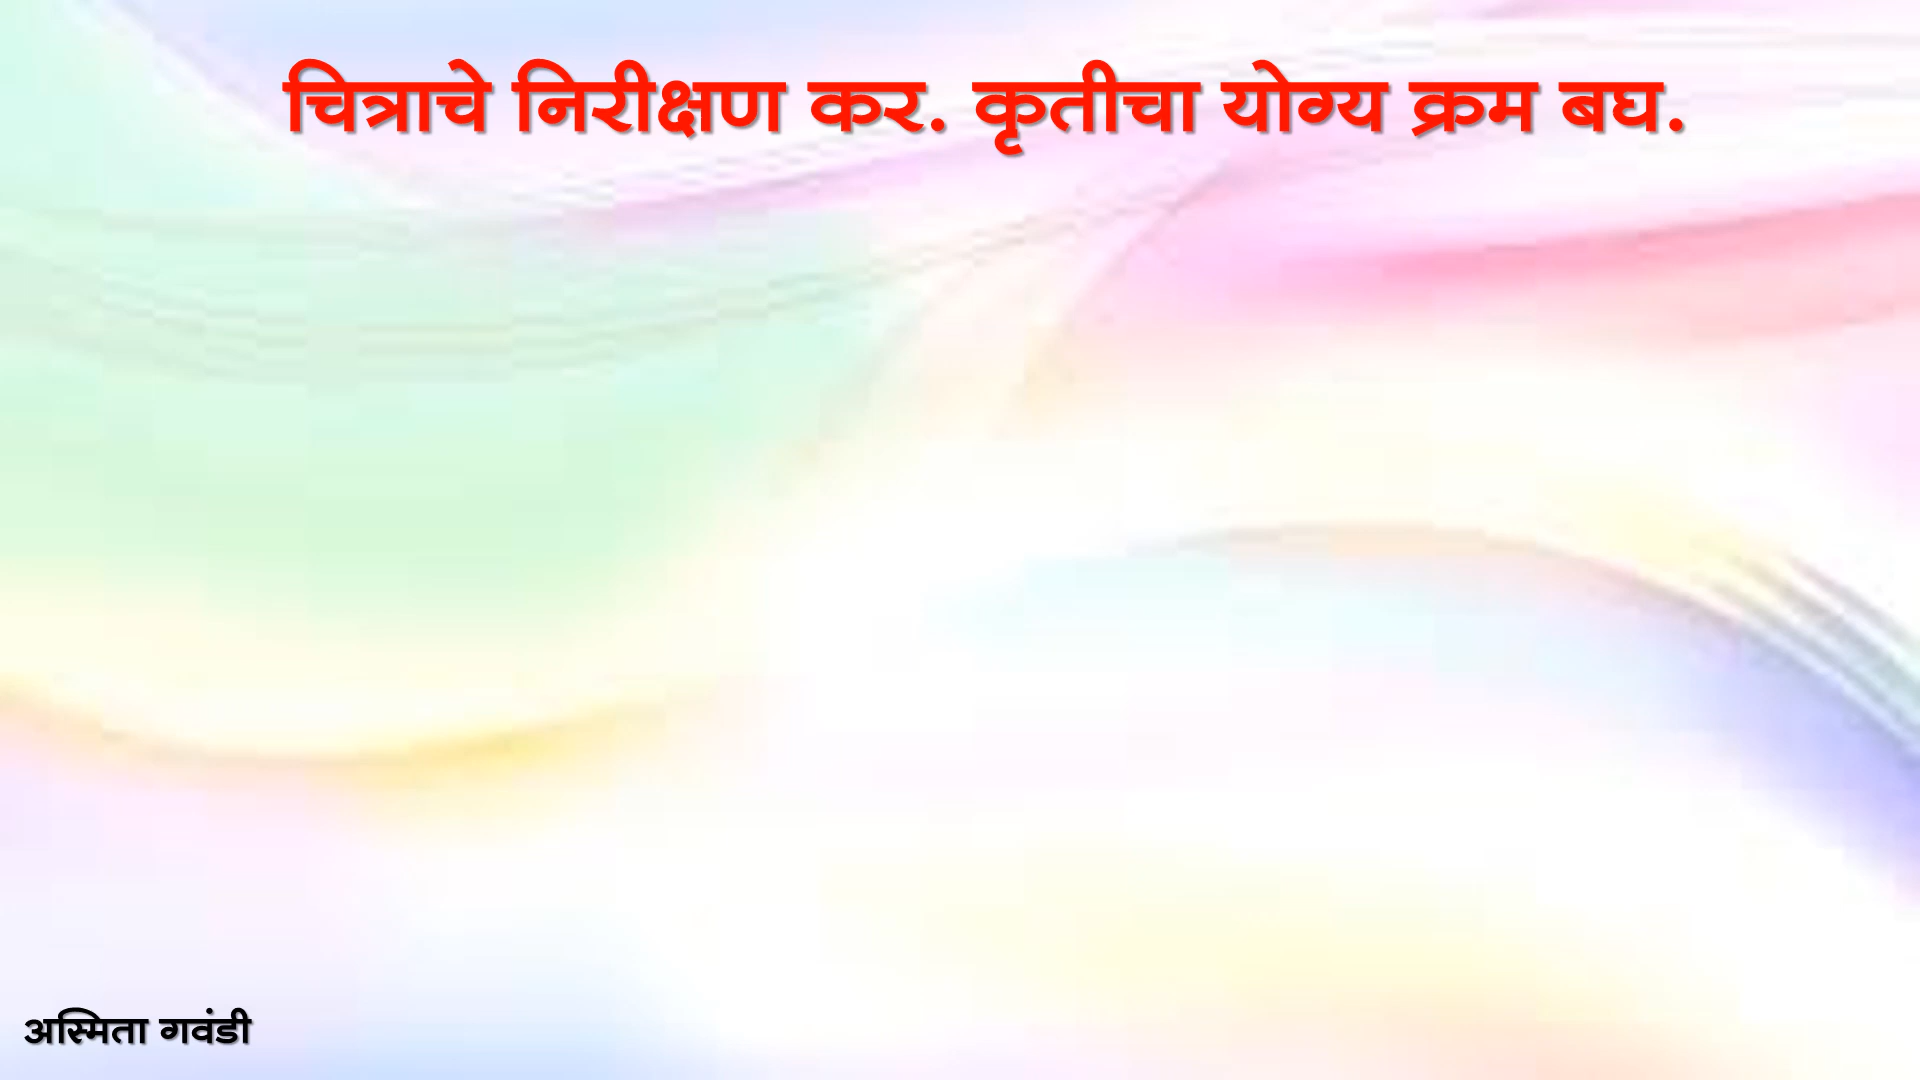 चित्राचे निरीक्षण कर. कृतीचा योग्य क्रम बघ.
अस्मिता गवंडी